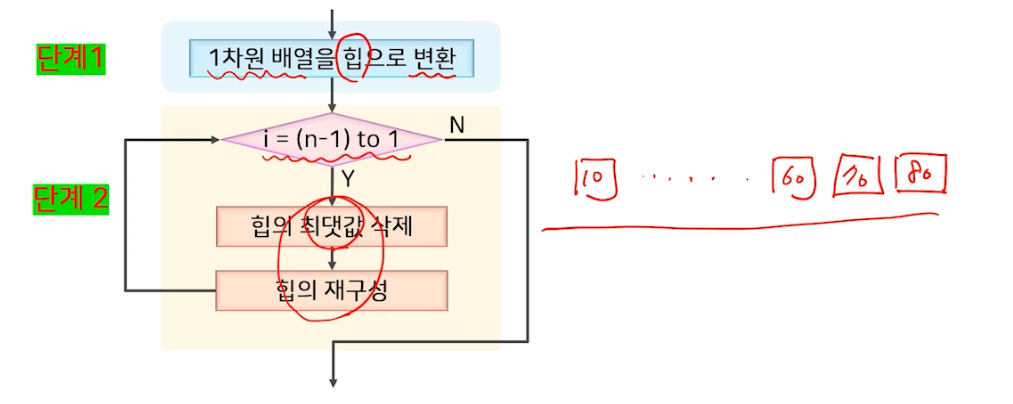 단계1
1차원 배열을 힙으로 변환
i = (n-1) to 1
N
Y
단계 2
힙의 최댓값 삭제
힙의 재구성
10 ....... 60 70 80